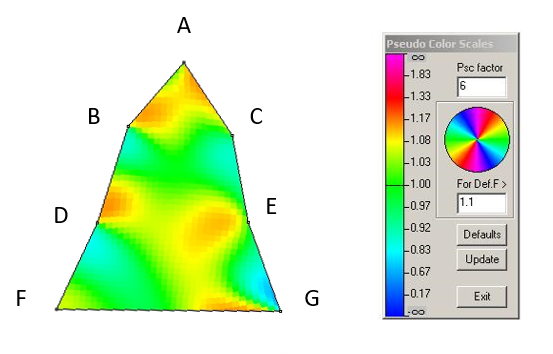 A
B
C
D
E
F
G
Pseudo Color Scales
∞
1.83
1.33
1.17
1.08
1.03
1.00
0.97
0.92
0.83
0.67
0.17
-∞
Psc factor
6
For Def.F >
1.1
Defaults
Update
Exit